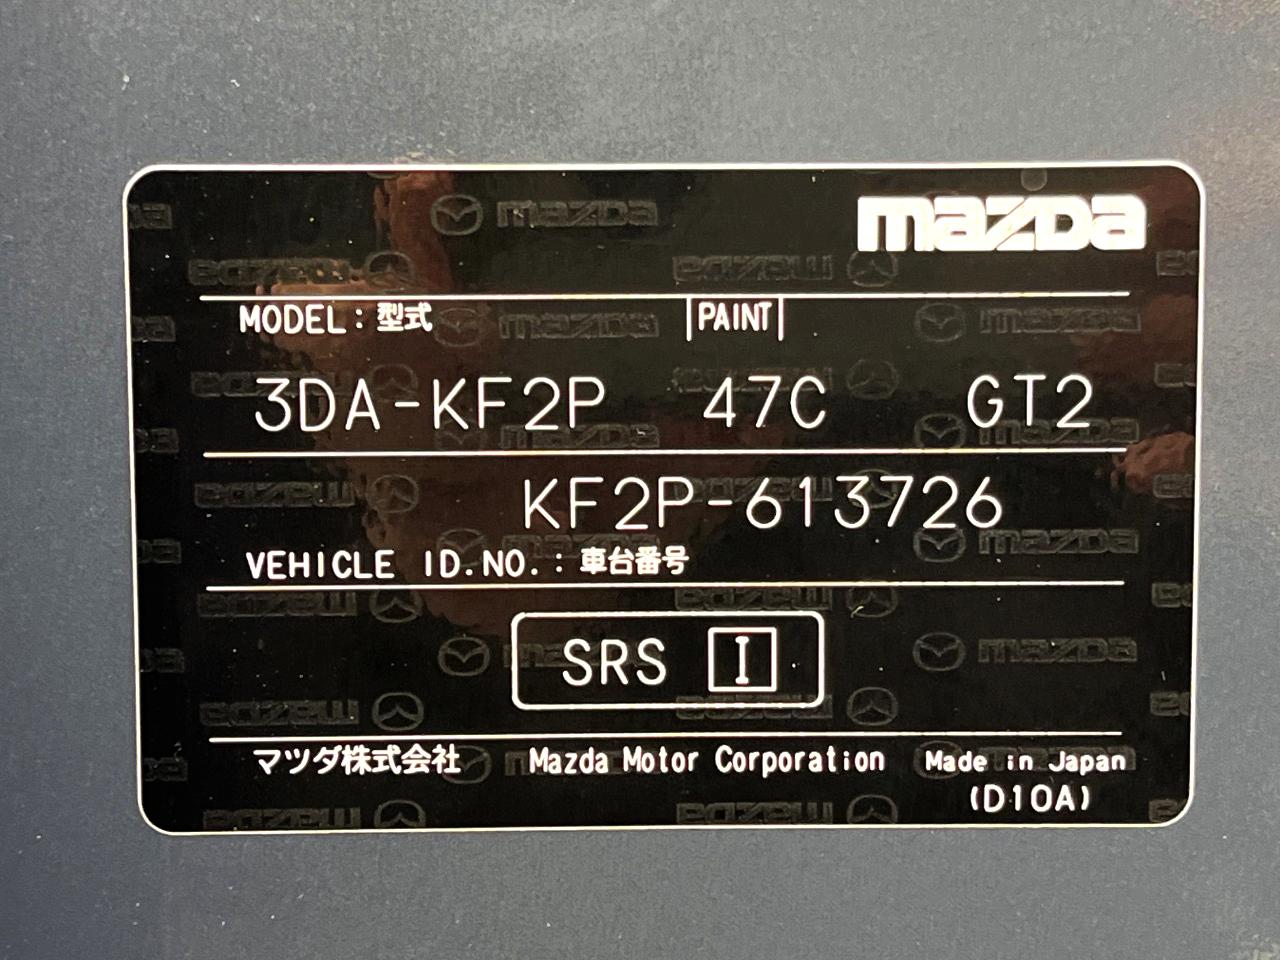 mazda
MODEL: 型式 PAINT
3DA-KF2P 47C GT2
KF2P-613726
VEHICLE ID.NO.: 車台番号
SRS I
マツダ株式会社 Mazda Motor Corporation Made in Japan
(D10A)